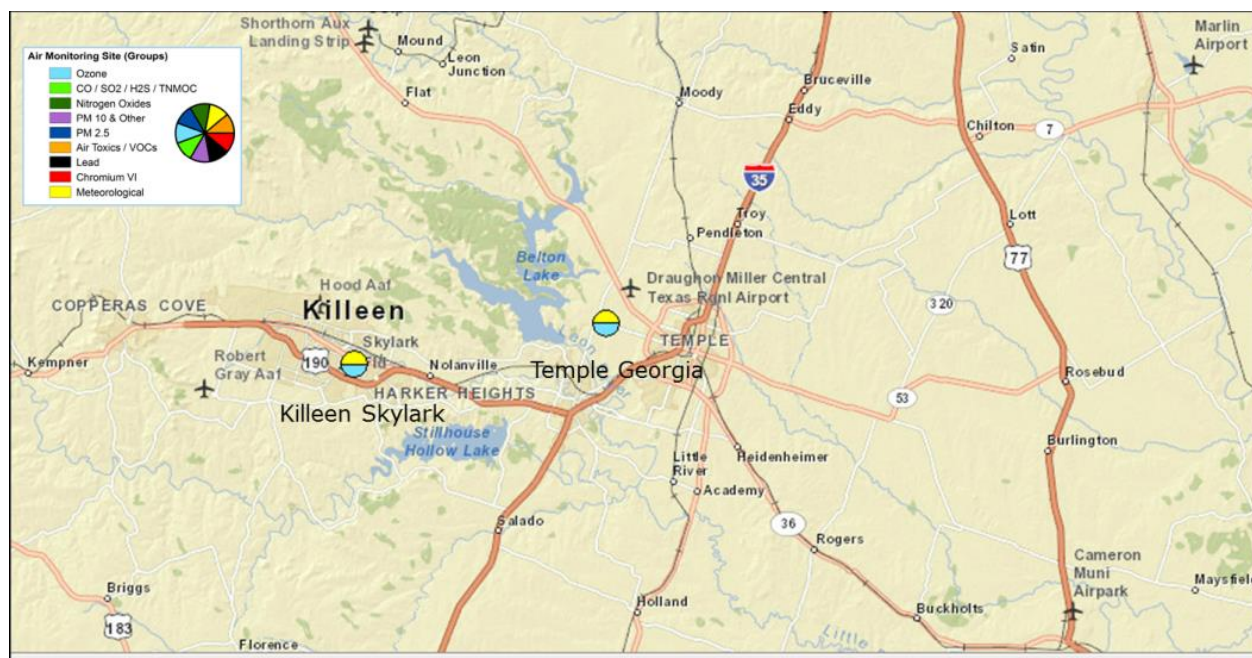 Shorthorn Aux
Landing Strip
Mound
Leon
Junction
Flat
Moody
Bruceville
Eddy
Satin
Marlin
Airport
Chilton
7
Air Monitoring Site (Groups)
Ozone
CO / SO2 / H2S / TNMOC
Nitrogen Oxides
PM 10 & Other
PM 2.5
Air Toxics / VOCs
Lead
Chromium VI
Meteorological
35
Troy
Pendleton
Lott
77
Belton
Lake
Draughon Miller Central
Texas Rgnl Airport
320
Hood Aaf
COPPERAS COVE
Killeen
Skylark
TEMPLE
Kempner
Robert
Gray Aaf
190
Nolanville
Temple Georgia
Rosebud
HARKER HEIGHTS
53
Killeen Skylark
Stillhouse
Hollow Lake
Burlington
Little
River
Heidenheimer
Academy
Salado
36
Rogers
Cameron
Muni
Airpark
Maysfield
Briggs
183
Holland
Buckholts
Little
Florence